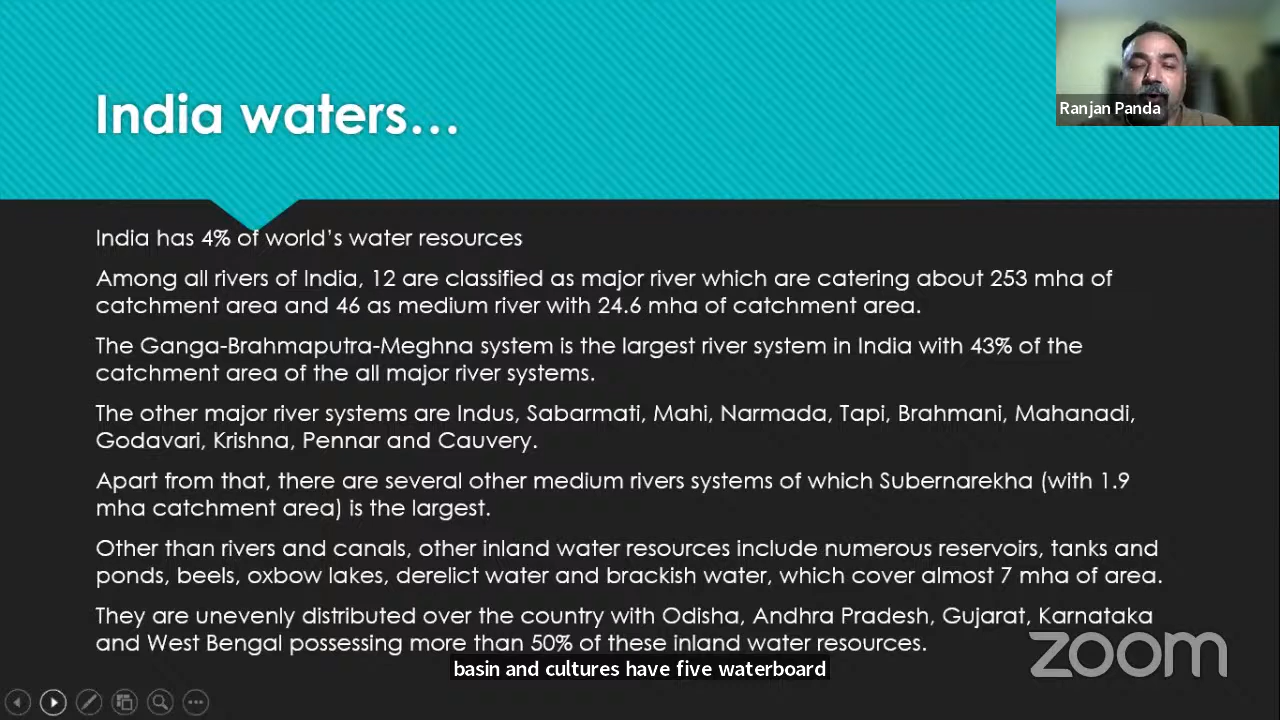 India waters...
Ranjan Panda
India has 4% of world's water resources
Among all rivers of India, 12 are classified as major river which are catering about 253 mha of
catchment area and 46 as medium river with 24.6 mha of catchment area.
The Ganga-Brahmaputra-Meghna system is the largest river system in India with 43% of the
catchment area of the all major river systems.
The other major river systems are Indus, Sabarmati, Mahi, Narmada, Tapi, Brahmani, Mahanadi,
Godavari, Krishna, Pennar and Cauvery.
Apart from that, there are several other medium rivers systems of which Subernarekha (with 1.9
mha catchment area) is the largest.
Other than rivers and canals, other inland water resources include numerous reservoirs, tanks and
ponds, beels, oxbow lakes, derelict water and brackish water, which cover almost 7 mha of area.
They are unevenly distributed over the country with Odisha, Andhra Pradesh, Gujarat, Karnataka
and West Bengal possessing more than 50% of these inland water resources.
zoom
basin and cultures have five waterboard